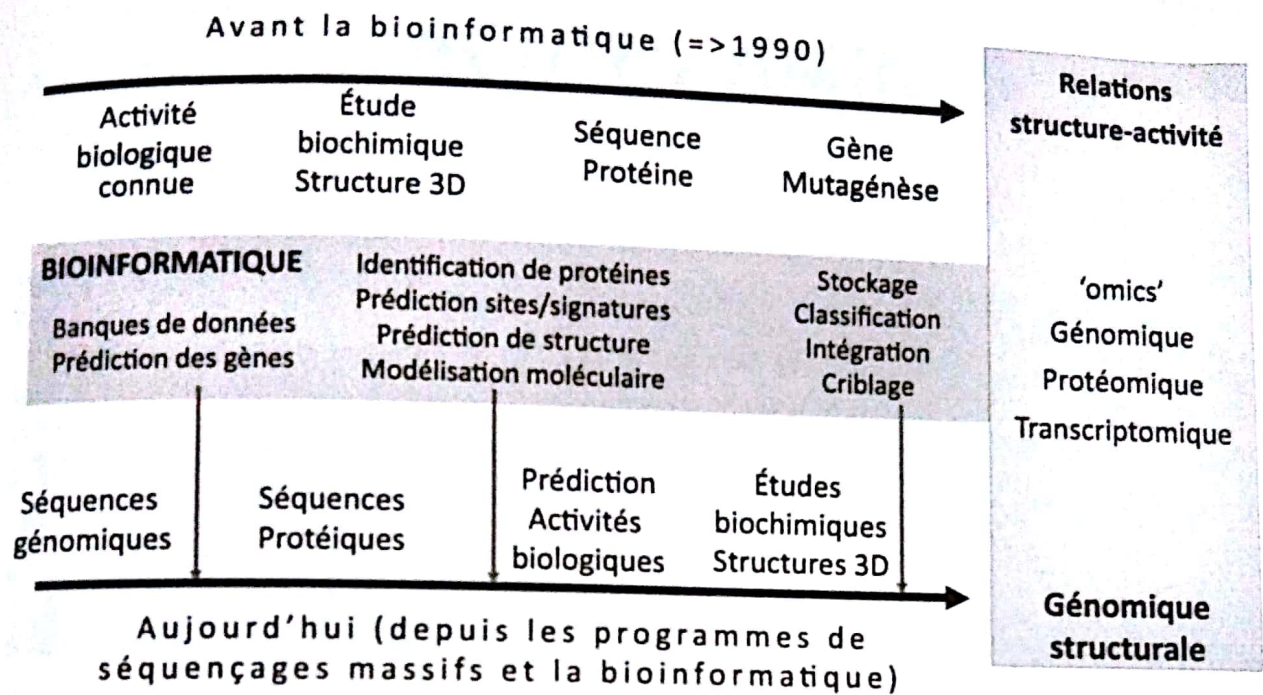 Avant la bioinformatique (=>1990)
Activité
biologique
connue
Étude
biochimique
Structure 3D
Séquence
Protéine
Gène
Mutagénèse
Relations
structure-activité
BIOINFORMATIQUE
Banques de données
Prédiction des gènes
Identification de protéines
Prédiction sites/signatures
Prédiction de structure
Modélisation moléculaire
Stockage
Classification
Intégration
Criblage
'omics'
Génomique
Protéomique
Transcriptomique
Séquences
génomiques
Séquences
Protéiques
Prédiction
Activités
biologiques
Études
biochimiques
Structures 3D
Génomique
structurale
Aujourd'hui (depuis les programmes de
séquençages massifs et la bioinformatique)